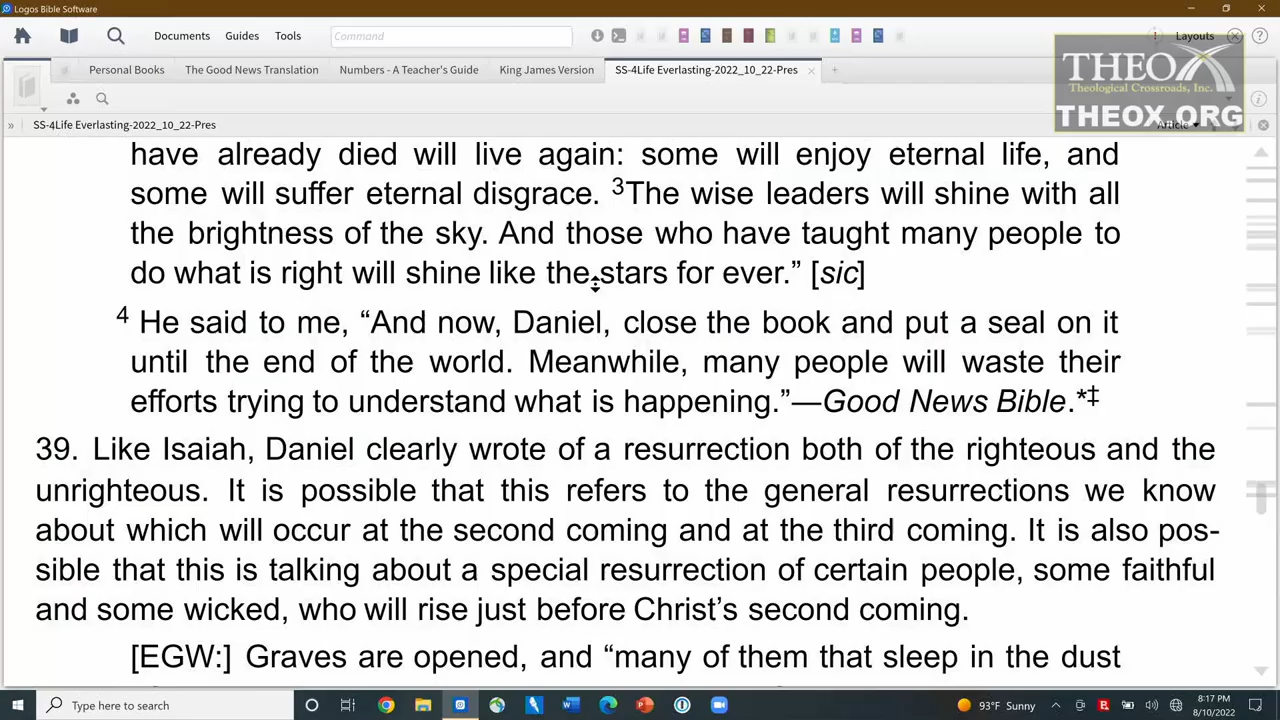 Logos Bible Software
Documents Guides Tools Command Layouts
Personal Books The Good News Translation Numbers - A Teacher's Guide King James Version SS-4Life Everlasting-2022_10_22-Pres
THEOX
Theological Crossroads, Inc.
THEOX.ORG
SS-4Life Everlasting-2022_10_22-Pres Article
have already died will live again: some will enjoy eternal life, and
some will suffer eternal disgrace. ³The wise leaders will shine with all
the brightness of the sky. And those who have taught many people to
do what is right will shine like the stars for ever.” [sic]
⁴ He said to me, “And now, Daniel, close the book and put a seal on it
until the end of the world. Meanwhile, many people will waste their
efforts trying to understand what is happening.”—Good News Bible.*‡
39. Like Isaiah, Daniel clearly wrote of a resurrection both of the righteous and the
unrighteous. It is possible that this refers to the general resurrections we know
about which will occur at the second coming and at the third coming. It is also pos-
sible that this is talking about a special resurrection of certain people, some faithful
and some wicked, who will rise just before Christ’s second coming.
[EGW:] Graves are opened, and “many of them that sleep in the dust
Type here to search
93°F Sunny
8:17 PM
8/10/2022